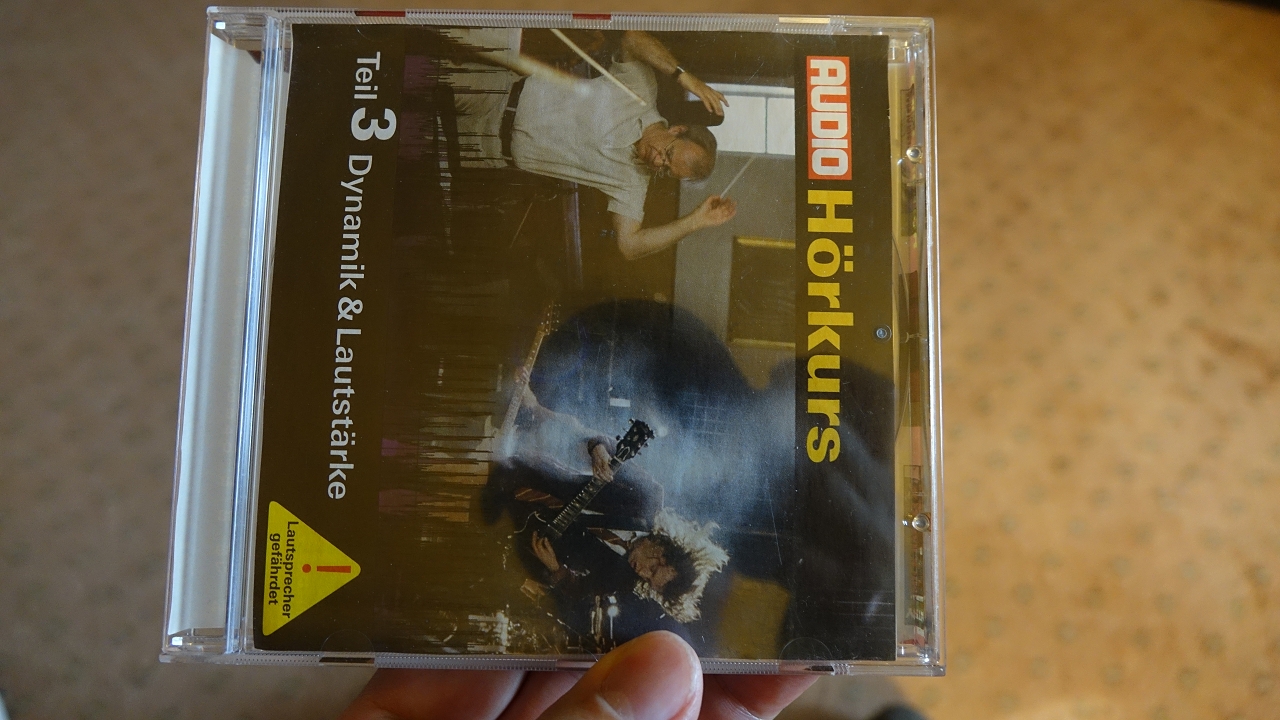 AUDIO Hörkurs
Teil 3 Dynamik & Lautstärke
!
Lautsprecher
gefährdet